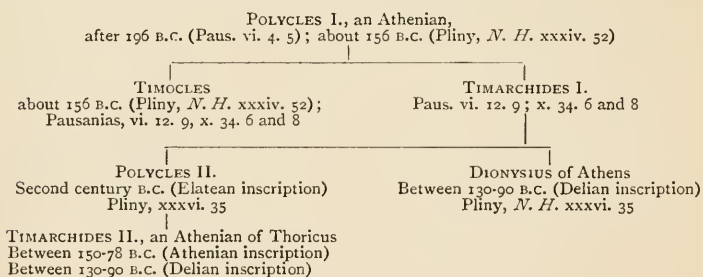 POLYCLES I., an Athenian,
after 196 B.C. (Paus. vi. 4. 5); about 156 B.C. (Pliny, N. H. xxxiv. 52)
TIMOCLES
about 156 B.C. (Pliny, N. H. xxxiv. 52);
Pausanias, vi. 12. 9, x. 34. 6 and 8
TIMARCHIDES I.
Paus. vi. 12. 9; x. 34. 6 and 8
POLYCLES II.
Second century B.C. (Elatean inscription)
Pliny, xxxvi. 35
DIONYSIUS of Athens
Between 130-90 B.C. (Delian inscription)
Pliny, N. H. xxxvi. 35
TIMARCHIDES II., an Athenian of Thoricus
Between 150-78 B.C. (Athenian inscription)
Between 130-90 B.C. (Delian inscription)